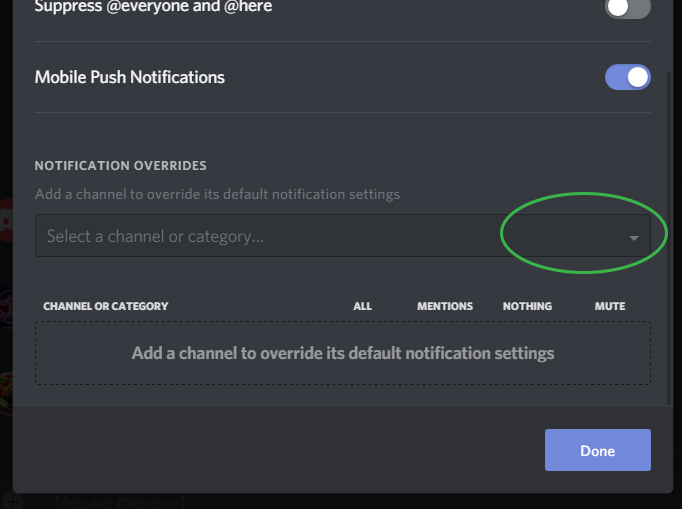 Suppress @everyone and @here
Mobile Push Notifications
NOTIFICATION OVERRIDES
Add a channel to override its default notification settings
Select a channel or category...
CHANNEL OR CATEGORY ALL MENTIONS NOTHING MUTE
Add a channel to override its default notification settings
Done
Message #general-1